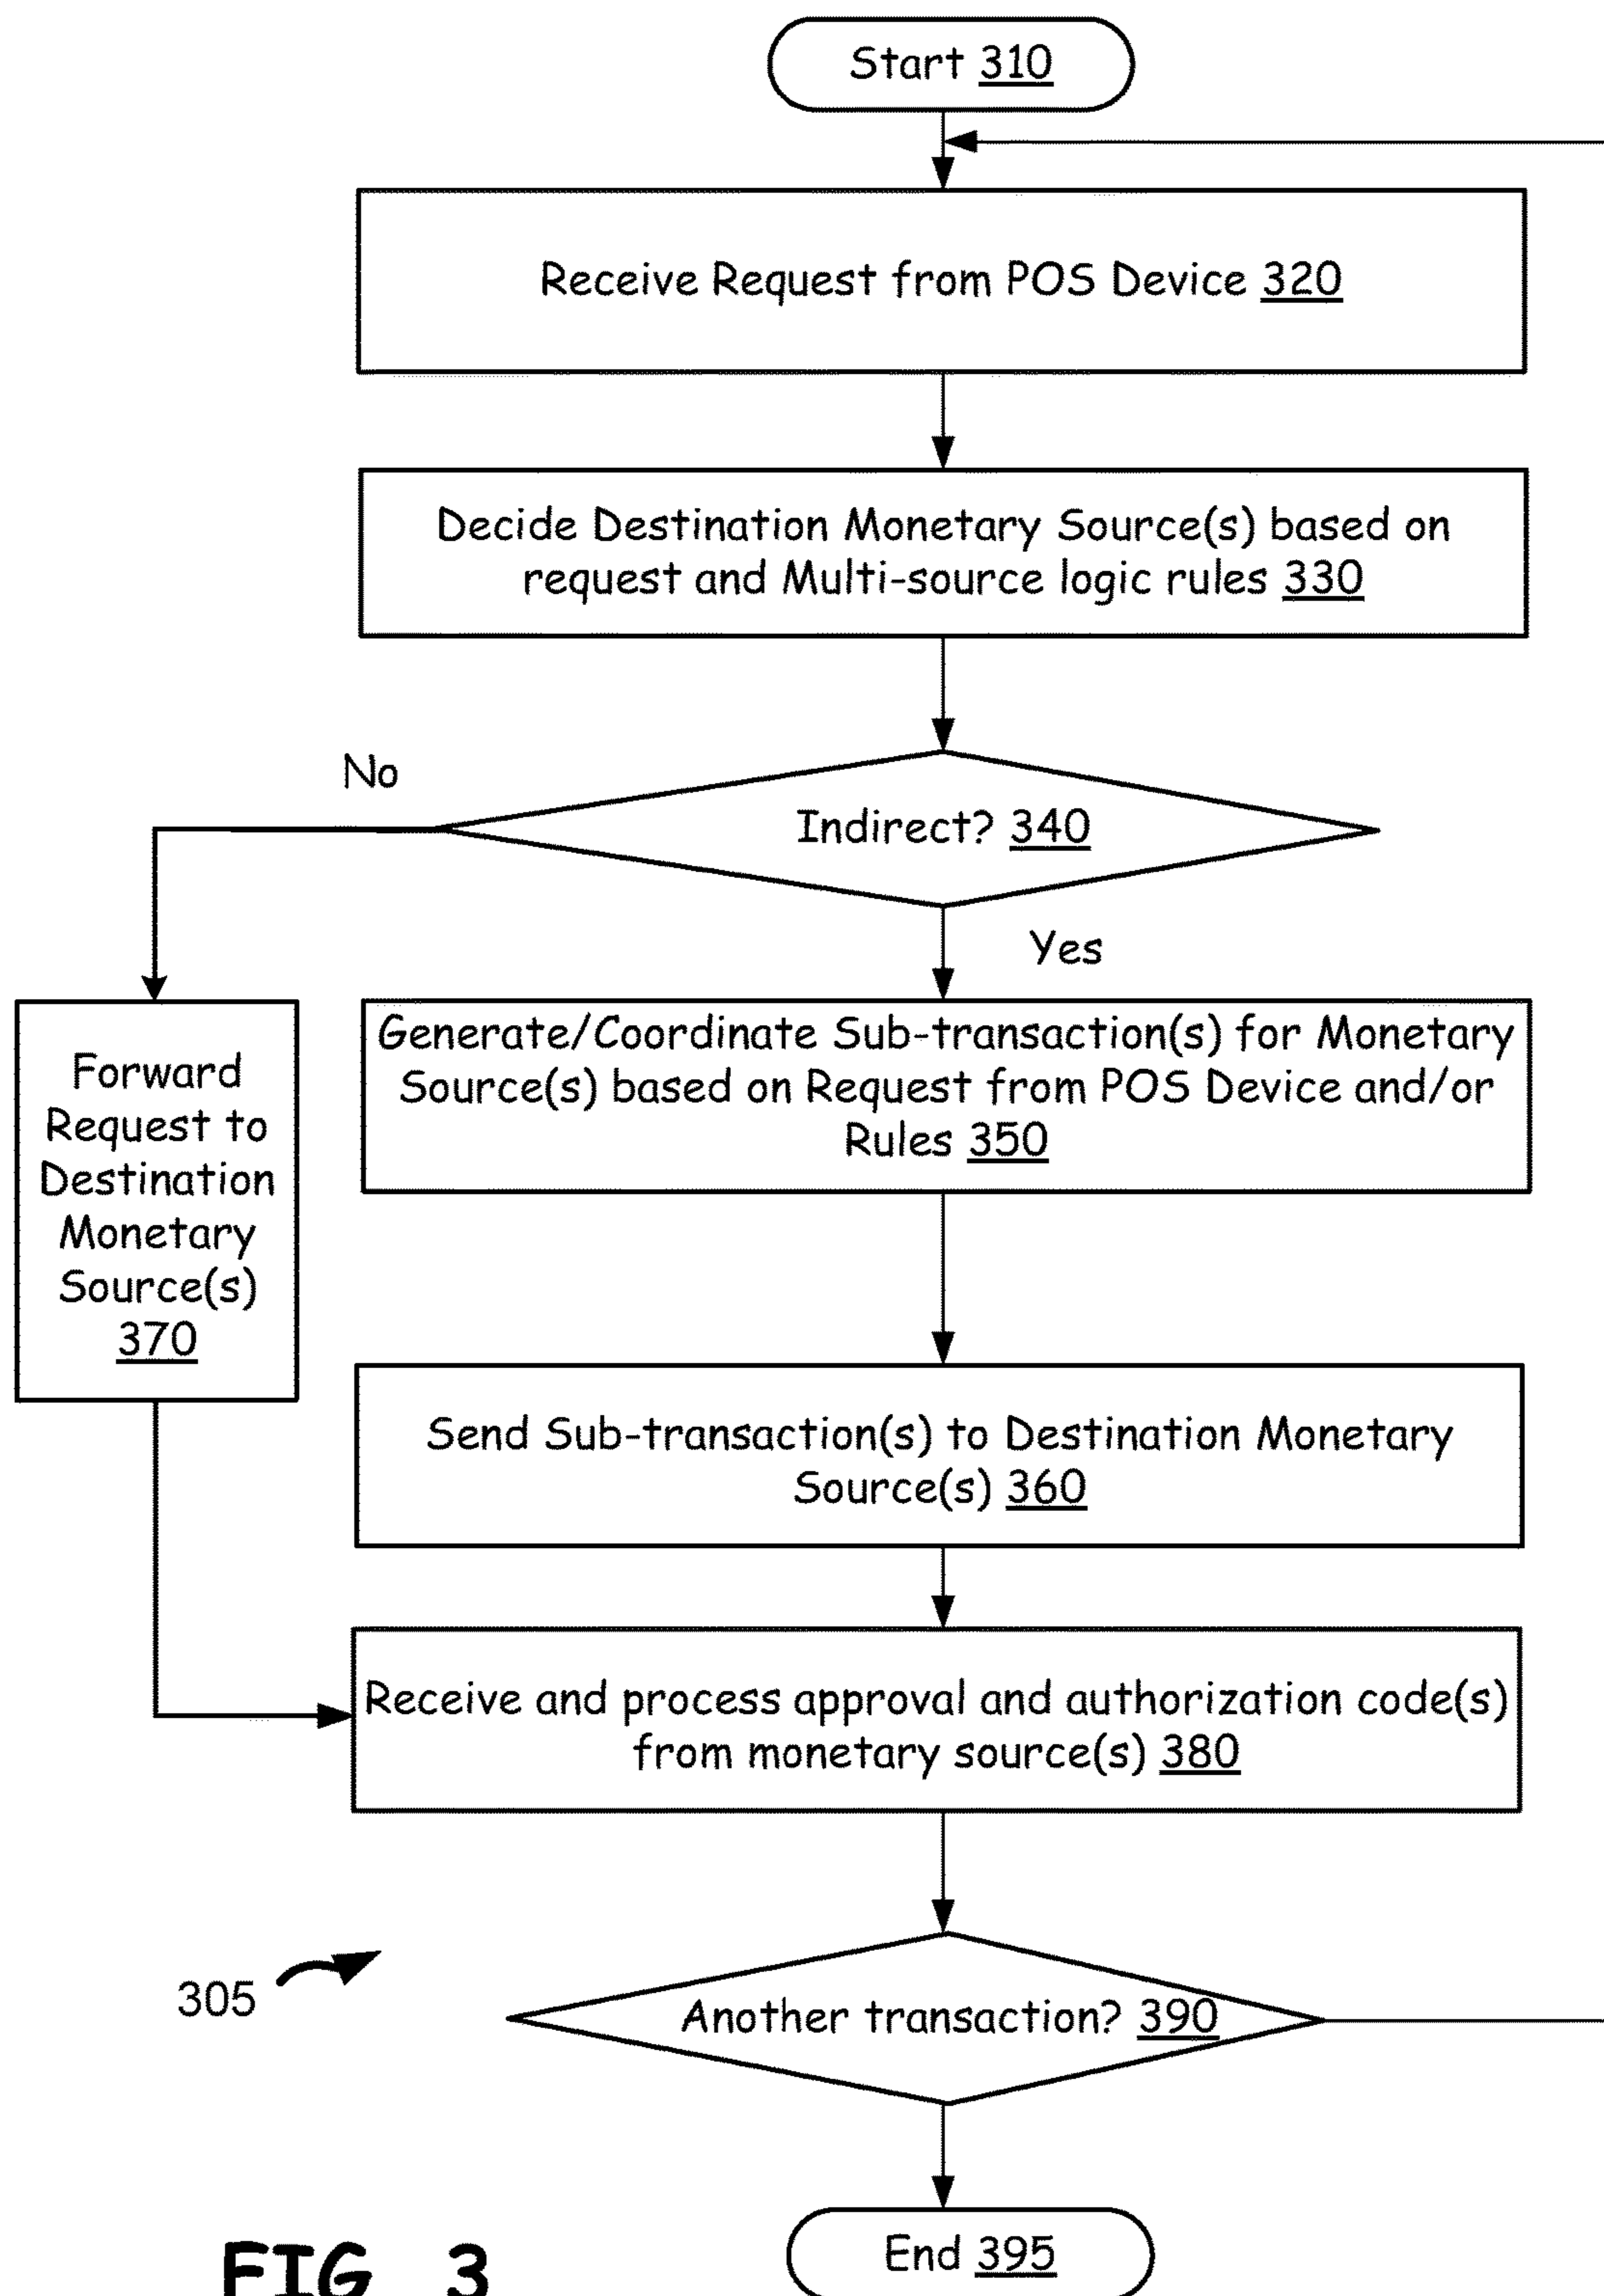 Start 310
Receive Request from POS Device 320
Decide Destination Monetary Source(s) based on
request and Multi-source logic rules 330
No
Indirect? 340
Yes
Generate/Coordinate Sub-transaction(s) for Monetary
Source(s) based on Request from POS Device and/or
Rules 350
Forward
Request to
Destination
Monetary
Source(s)
370
Send Sub-transaction(s) to Destination Monetary
Source(s) 360
Receive and process approval and authorization code(s)
from monetary source(s) 380
305
Another transaction? 390
End 395
FIG 3